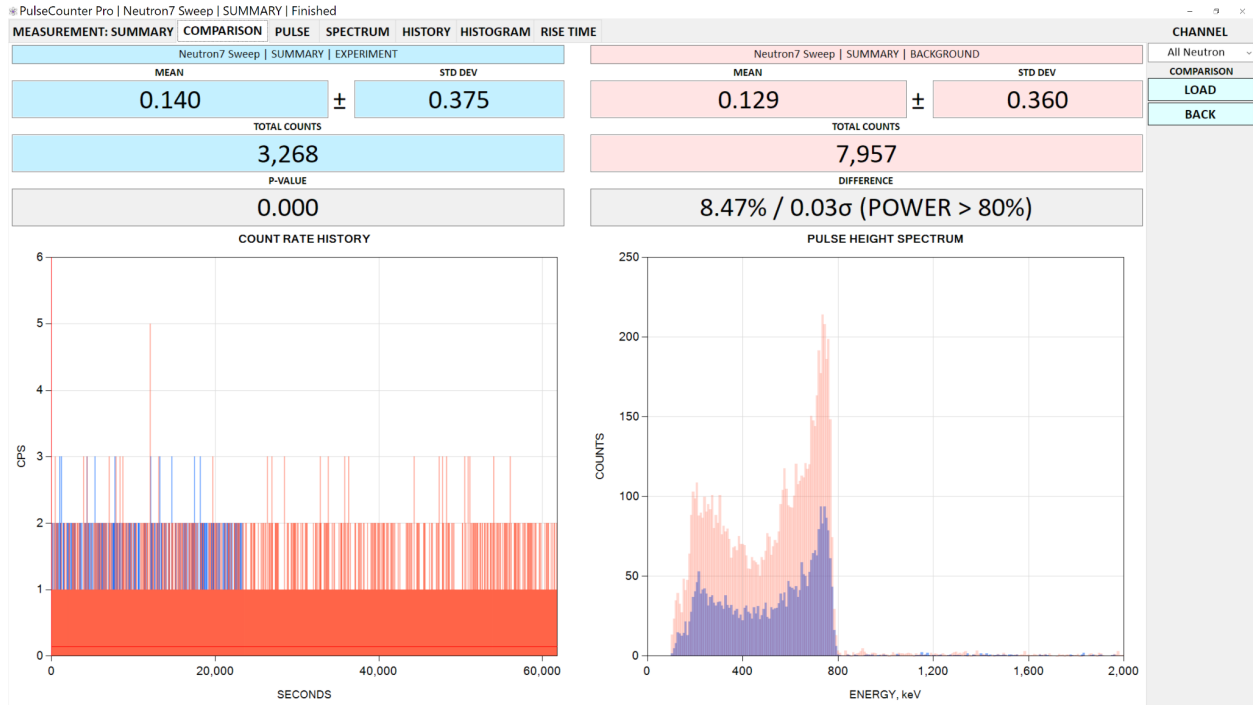 PulseCounter Pro | Neutron7 Sweep | SUMMARY | Finished
MEASUREMENT: SUMMARY COMPARISON PULSE SPECTRUM HISTORY HISTOGRAM RISE TIME
CHANNEL
All Neutron
COMPARISON
LOAD
BACK
Neutron7 Sweep | SUMMARY | EXPERIMENT
MEAN STD DEV
0.140 ± 0.375
TOTAL COUNTS
3,268
P-VALUE
0.000
Neutron7 Sweep | SUMMARY | BACKGROUND
MEAN STD DEV
0.129 ± 0.360
TOTAL COUNTS
7,957
DIFFERENCE
8.47% / 0.03σ (POWER > 80%)
COUNT RATE HISTORY
CPS
6
5
4
3
2
1
0
0 20,000 40,000 60,000
SECONDS
PULSE HEIGHT SPECTRUM
COUNTS
250
200
150
100
50
0
0 400 800 1,200 1,600 2,000
ENERGY, keV